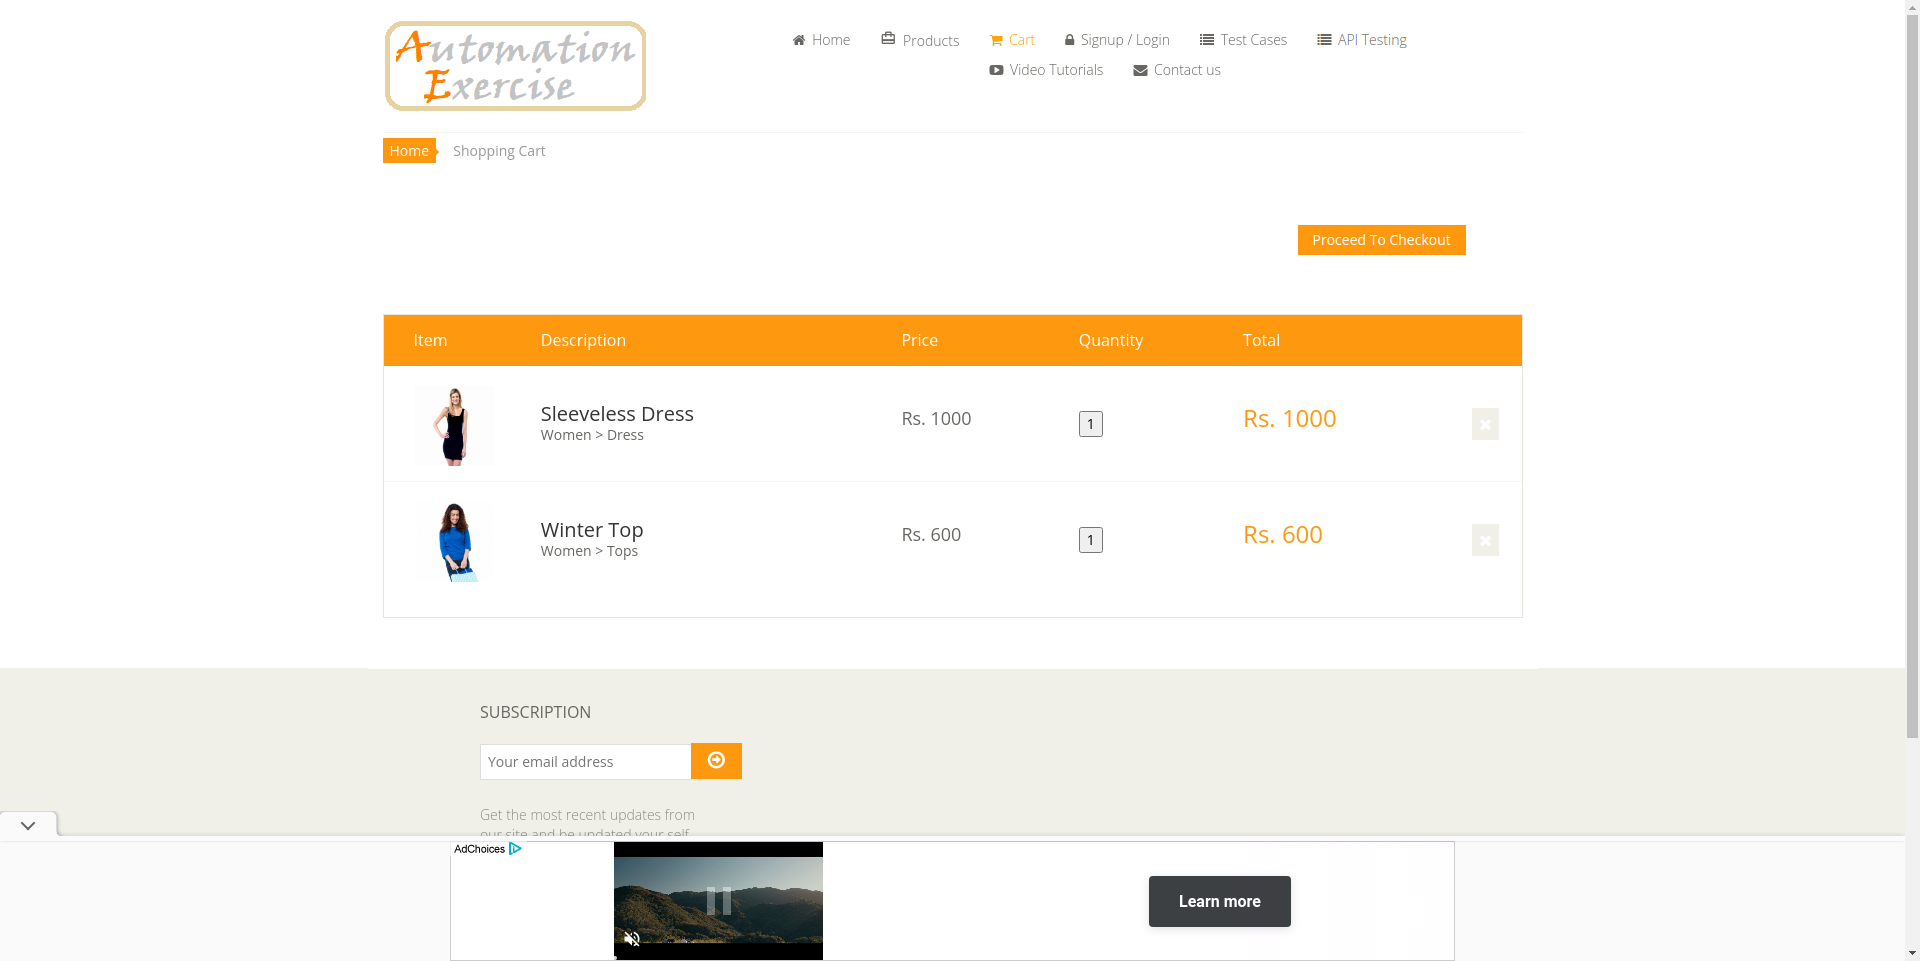 Automation
Exercise
Home
Products
Cart
Signup / Login
Test Cases
API Testing
Video Tutorials
Contact us
Home
Shopping Cart
Proceed To Checkout
Item Description Price Quantity Total
Sleeveless Dress
Women > Dress
Rs. 1000
1
Rs. 1000
Winter Top
Women > Tops
Rs. 600
1
Rs. 600
SUBSCRIPTION
Your email address
Get the most recent updates from
our site and be updated your self
AdChoices
Learn more